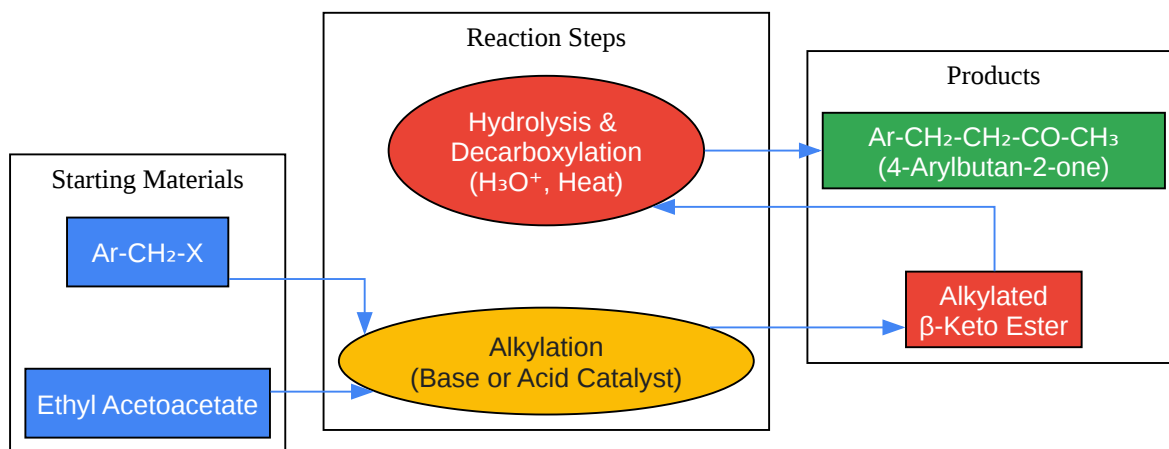 Starting Materials
Ar-CH₂-X
Ethyl Acetoacetate
Reaction Steps
Hydrolysis &
Decarboxylation
(H₃O⁺, Heat)
Alkylation
(Base or Acid Catalyst)
Products
Ar-CH₂-CH₂-CO-CH₃
(4-Arylbutan-2-one)
Alkylated
β-Keto Ester